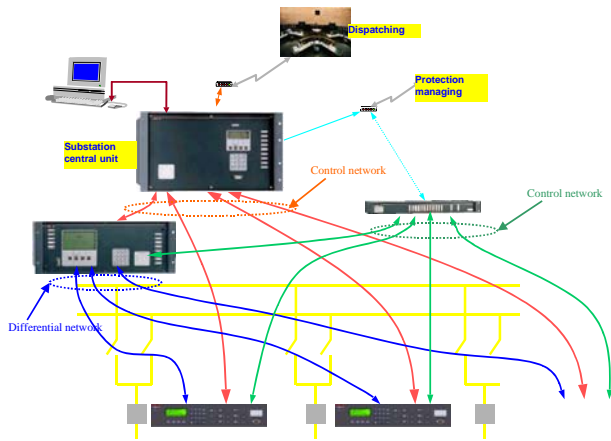 Dispatching
Protection
managing
Substation
central unit
Control network
Control network
Differential network